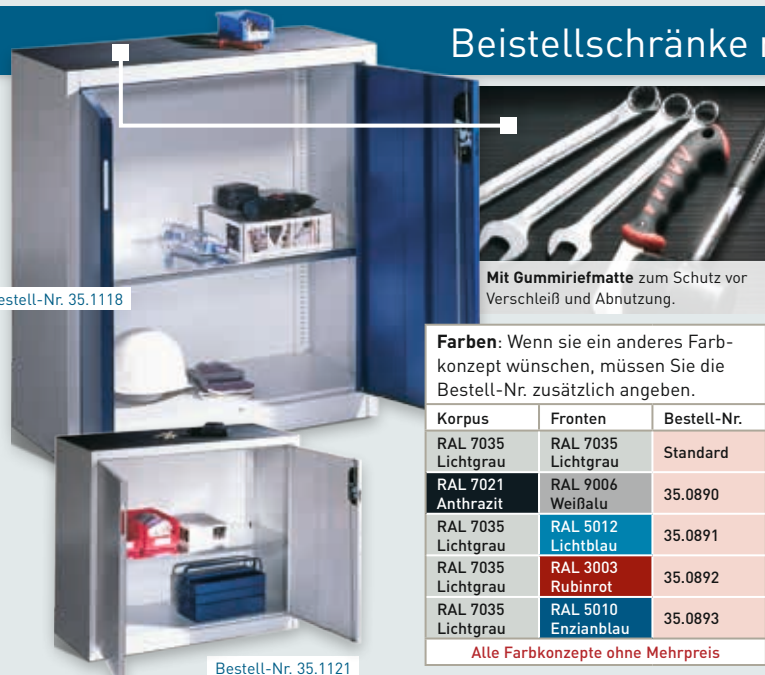 Beistellschränke
Mit Gummiriefmatte zum Schutz vor
Verschleiß und Abnutzung.
Bestell-Nr. 35.1118
Farben: Wenn sie ein anderes Farb-
konzept wünschen, müssen Sie die
Bestell-Nr. zusätzlich angeben.
Korpus Fronten Bestell-Nr.
RAL 7035 RAL 7035
Lichtgrau Lichtgrau Standard
RAL 7021 RAL 9006
Anthrazit Weißalu 35.0890
RAL 7035 RAL 5012
Lichtgrau Lichtblau 35.0891
RAL 7035 RAL 3003
Lichtgrau Rubinrot 35.0892
RAL 7035 RAL 5010
Lichtgrau Enzianblau 35.0893
Alle Farbkonzepte ohne Mehrpreis
Bestell-Nr. 35.1121